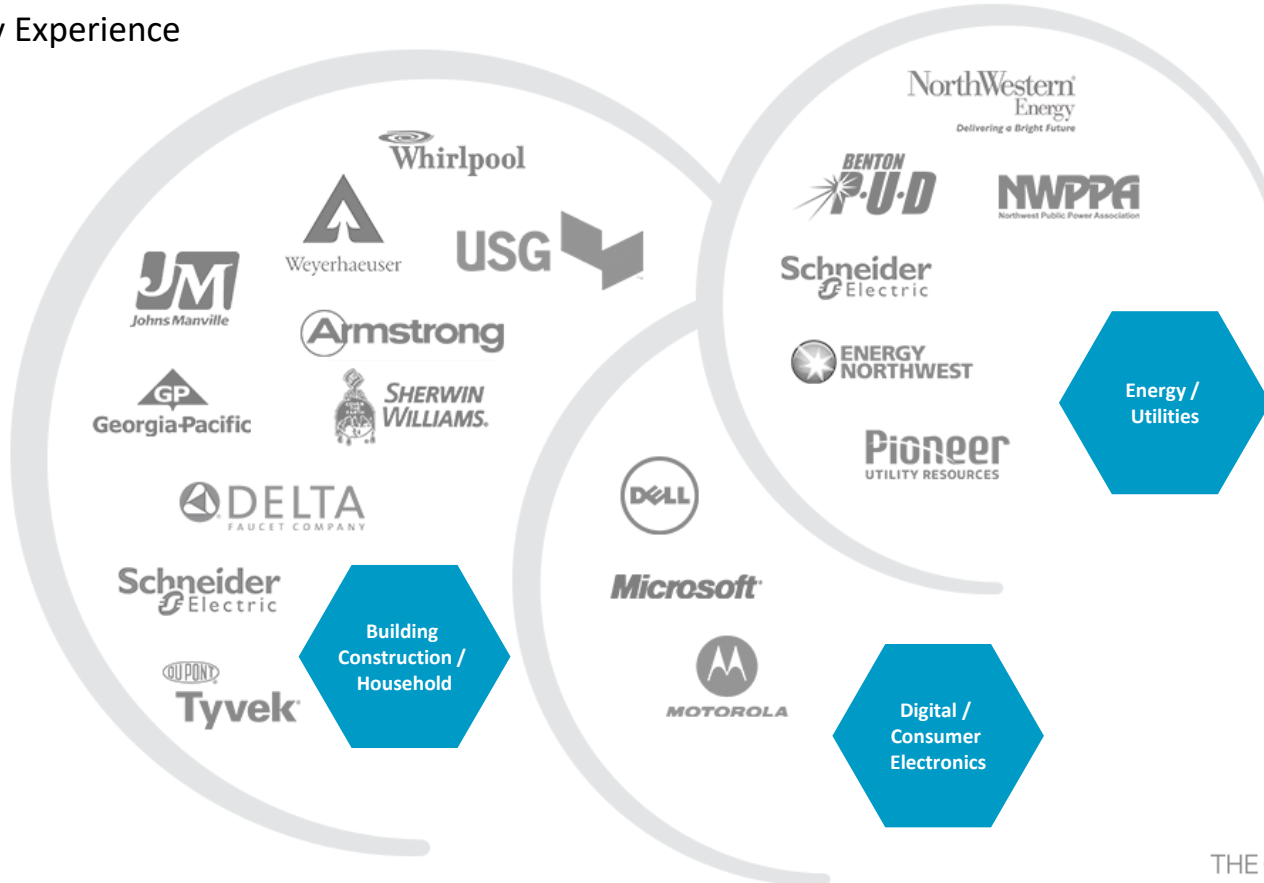 y Experience
Whirlpool
Weyerhaeuser
USG
JM
Johns Manville
Armstrong
GP
Georgia-Pacific
SHERWIN
WILLIAMS.
DELTA
FAUCET COMPANY
Schneider
Electric
DUPONT
Tyvek
Building
Construction /
Household
DELL
Microsoft
MOTOROLA
Digital /
Consumer
Electronics
NorthWestern
Energy
Delivering a Bright Future
BENTON
P·U·D
NWPPA
Northwest Public Power Association
Schneider
Electric
ENERGY
NORTHWEST
Pioneer
UTILITY RESOURCES
Energy /
Utilities
THE